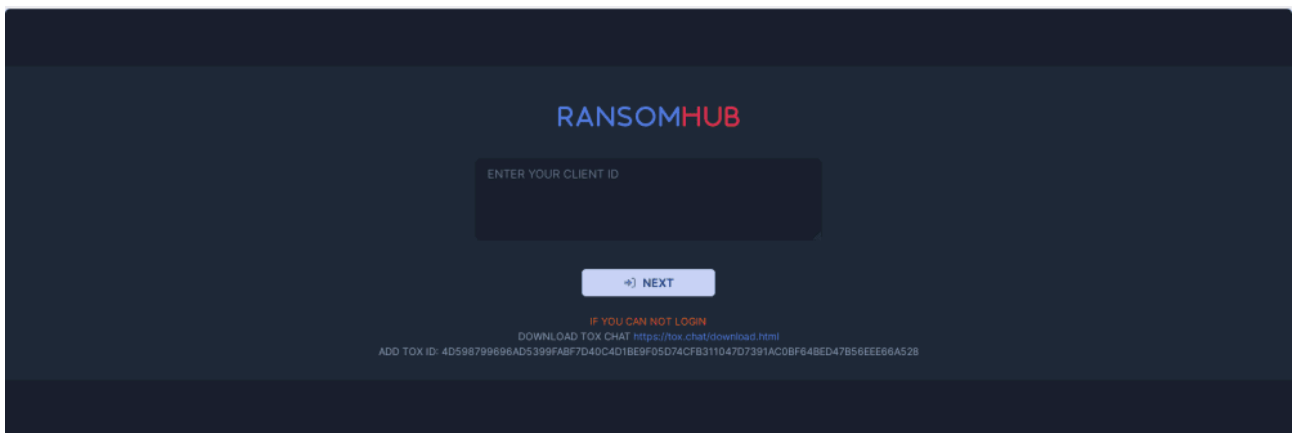 RANSOMHUB
ENTER YOUR CLIENT ID
NEXT
IF YOU CAN NOT LOGIN
DOWNLOAD TOX CHAT https://tox.chat/download.html
ADD TOX ID: 4D598799696AD5399FABF7D40C4D1BE9F05D74CFB311047D7391AC0BF64BED47B56EEE66A528